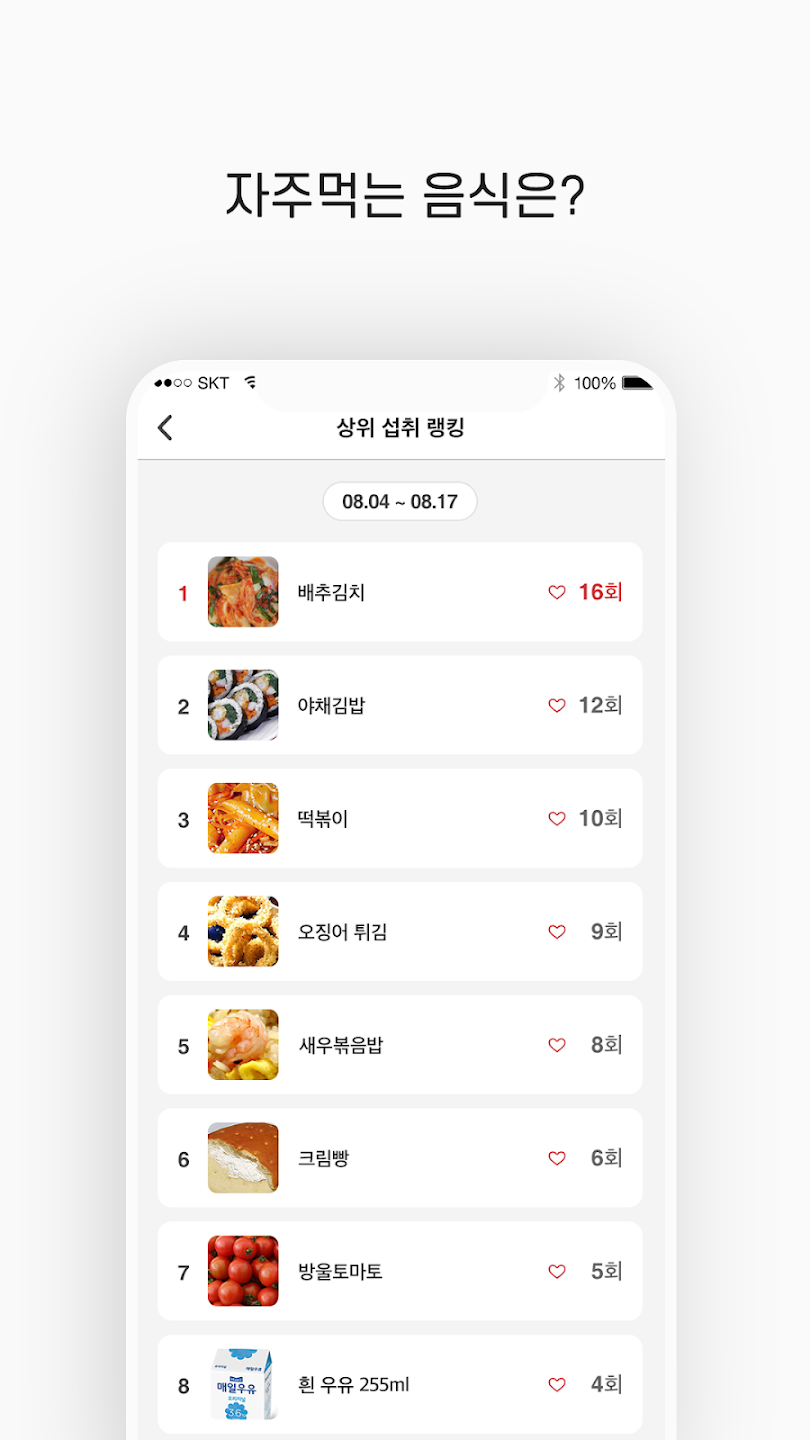 자주먹는 음식은?
SKT 100%
상위 섭취 랭킹
08.04 ~ 08.17
1 배추김치 16회
2 야채김밥 12회
3 떡볶이 10회
4 오징어 튀김 9회
5 새우볶음밥 8회
6 크림빵 6회
7 방울토마토 5회
매일우유
8 흰 우유 255ml 4회